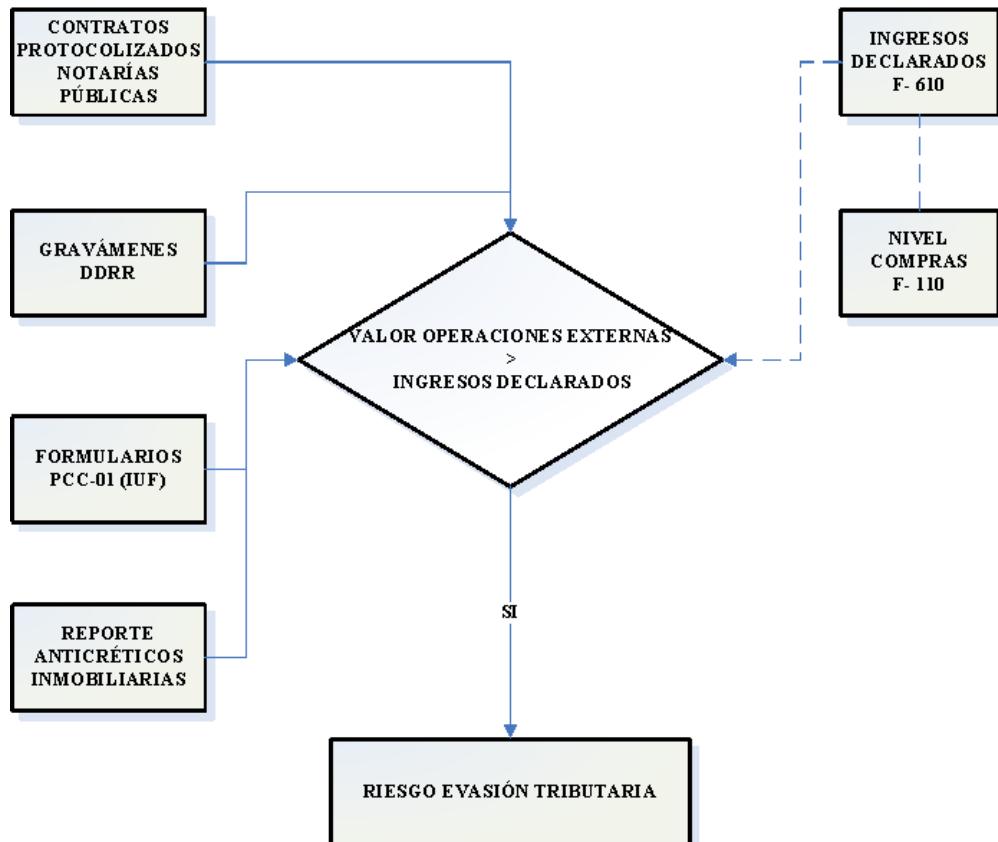 CONTRATOS
PROTOCOLIZADOS
NOTARÍAS
PÚBLICAS
INGRESOS
DECLARADOS
F- 610
GRAVÁMENES
DDRR
NIVEL
COMPRAS
F- 110
VALOR OPERACIONES EXTERNAS
>
INGRESOS DECLARADOS
FORMULARIOS
PCC-01 (IUF)
REPORTE
ANTICRÉTICOS
INMOBILIARIAS
SI
RIESGO EVASIÓN TRIBUTARIA